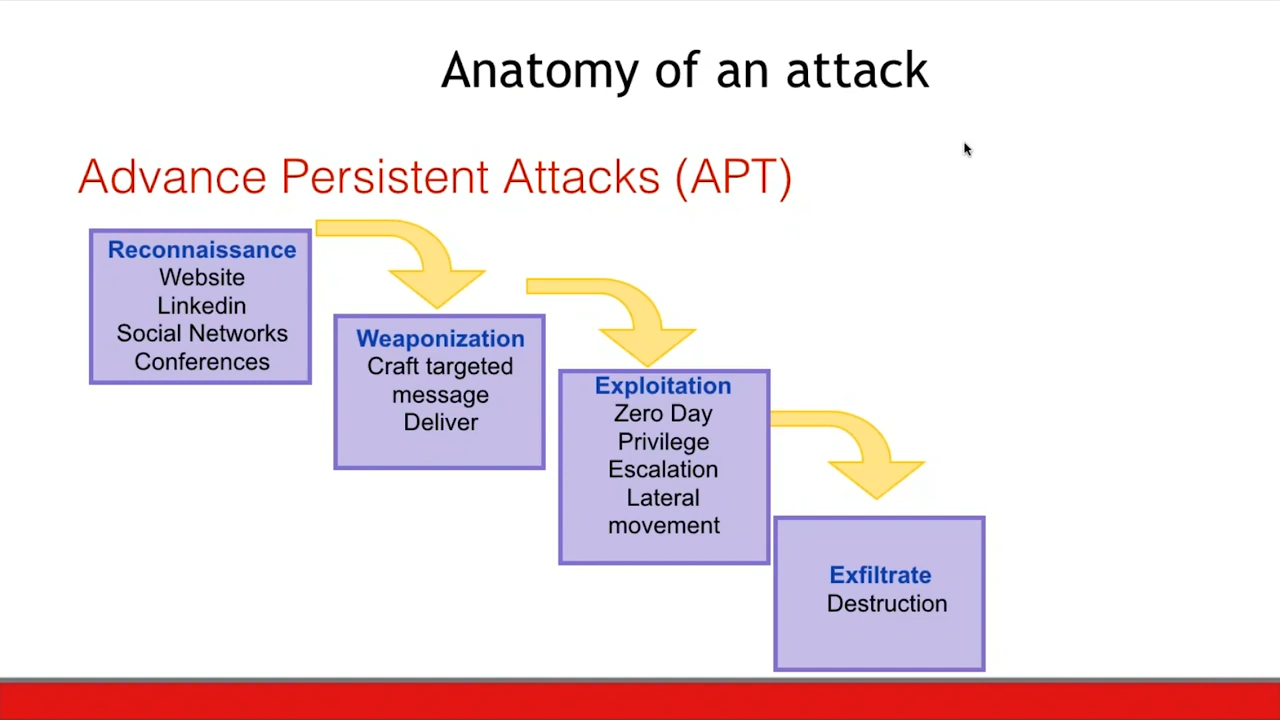 Anatomy of an attack
Advance Persistent Attacks (APT)
Reconnaissance
Website
Linkedin
Social Networks
Conferences
Weaponization
Craft targeted
message
Deliver
Exploitation
Zero Day
Privilege
Escalation
Lateral
movement
Exfiltrate
Destruction